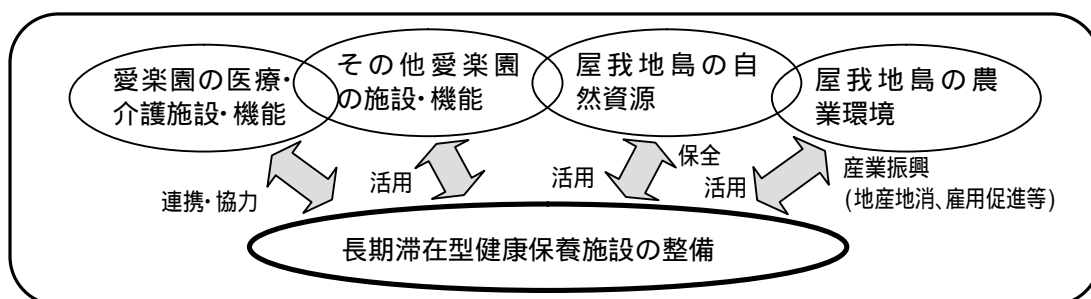 愛楽園の医療・
介護施設・機能
その他愛楽園
の施設・機能
屋我地島の自
然資源
屋我地島の農
業環境
連携・協力
活用
活用
保全
活用
産業振興
(地産地消、雇用促進等)
長期滞在型健康保養施設の整備